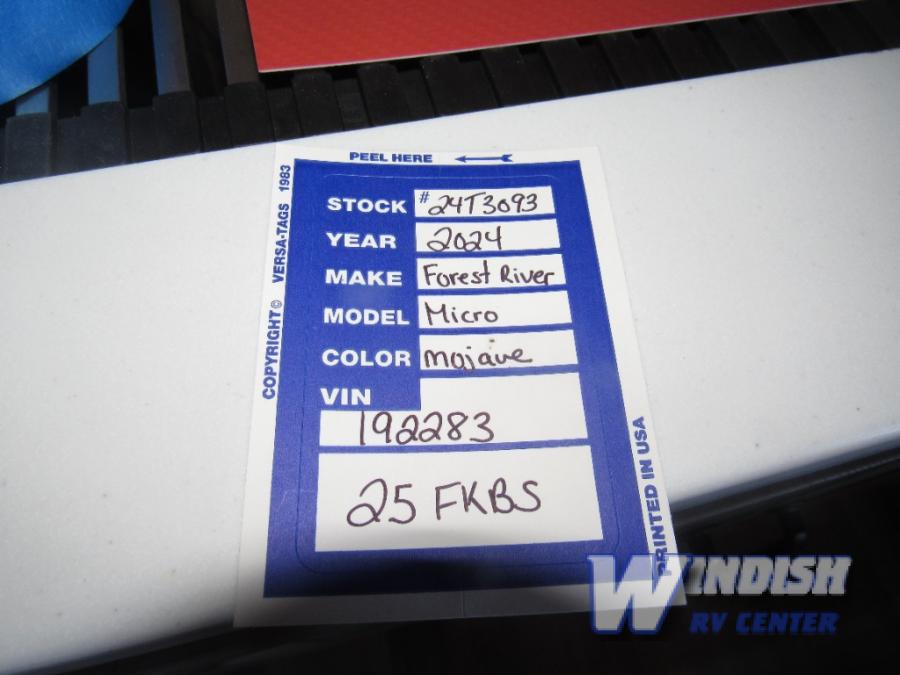 PEEL HERE
COPYRIGHT© VERSA-TAGS 1983
STOCK #24T3093
YEAR 2024
MAKE Forest River
MODEL Micro
COLOR mojave
VIN
192283
25 FKBS
PRINTED IN USA
WINDISH
RV CENTER